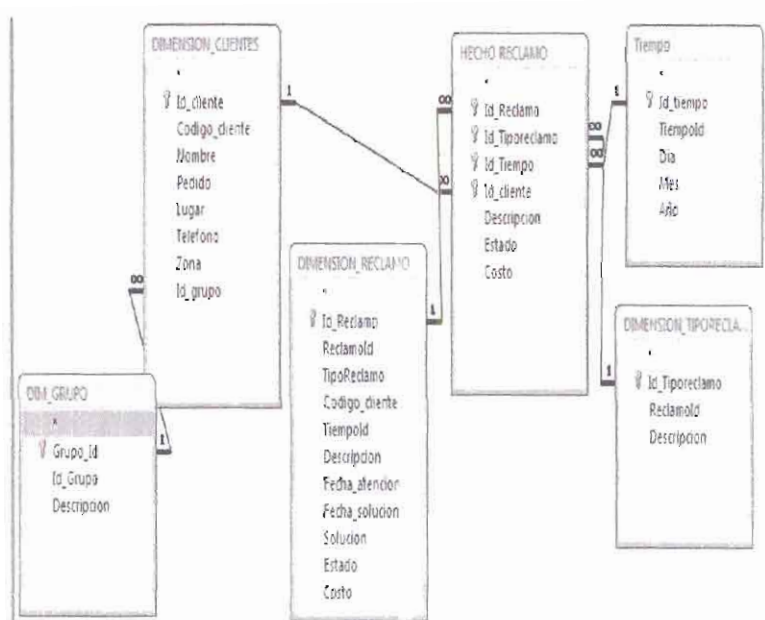 DIMENSION_CLIENTES
*
Id_cliente
Codigo_cliente
Nombre
Pedido
Lugar
Telefono
Zona
Id_grupo
HECHO RECLAMO
*
Id_Reclamo
Id_Tiporeclamo
Id_Tiempo
Id_cliente
Descripcion
Estado
Costo
Tiempo
*
Id_tiempo
TiempoId
Dia
Mes
Año
DIMENSION_RECLAMO
*
Id_Reclamo
ReclamoId
TipoReclamo
Codigo_cliente
TiempoId
Descripcion
Fecha_atencion
Fecha_solucion
Solucion
Estado
Costo
DIMENSION_TIPORECLA...
*
Id_Tiporeclamo
ReclamoId
Descripcion
DIM_GRUPO
*
Grupo_Id
Id_Grupo
Descripcion
1
∞
∞
∞
∞
∞
1
1
1
1